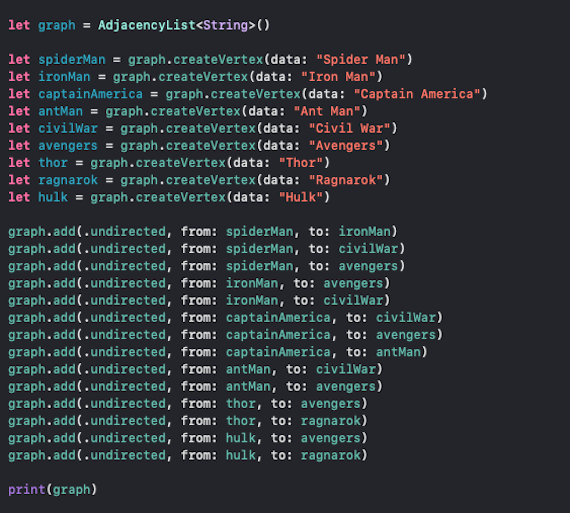 let graph = AdjacencyList<String>()
let spiderMan = graph.createVertex(data: "Spider Man")
let ironMan = graph.createVertex(data: "Iron Man")
let captainAmerica = graph.createVertex(data: "Captain America")
let antMan = graph.createVertex(data: "Ant Man")
let civilWar = graph.createVertex(data: "Civil War")
let avengers = graph.createVertex(data: "Avengers")
let thor = graph.createVertex(data: "Thor")
let ragnarok = graph.createVertex(data: "Ragnarok")
let hulk = graph.createVertex(data: "Hulk")
graph.add(.undirected, from: spiderMan, to: ironMan)
graph.add(.undirected, from: spiderMan, to: civilWar)
graph.add(.undirected, from: spiderMan, to: avengers)
graph.add(.undirected, from: ironMan, to: avengers)
graph.add(.undirected, from: ironMan, to: civilWar)
graph.add(.undirected, from: captainAmerica, to: civilWar)
graph.add(.undirected, from: captainAmerica, to: avengers)
graph.add(.undirected, from: captainAmerica, to: antMan)
graph.add(.undirected, from: antMan, to: civilWar)
graph.add(.undirected, from: antMan, to: avengers)
graph.add(.undirected, from: thor, to: avengers)
graph.add(.undirected, from: thor, to: ragnarok)
graph.add(.undirected, from: hulk, to: avengers)
graph.add(.undirected, from: hulk, to: ragnarok)
print(graph)